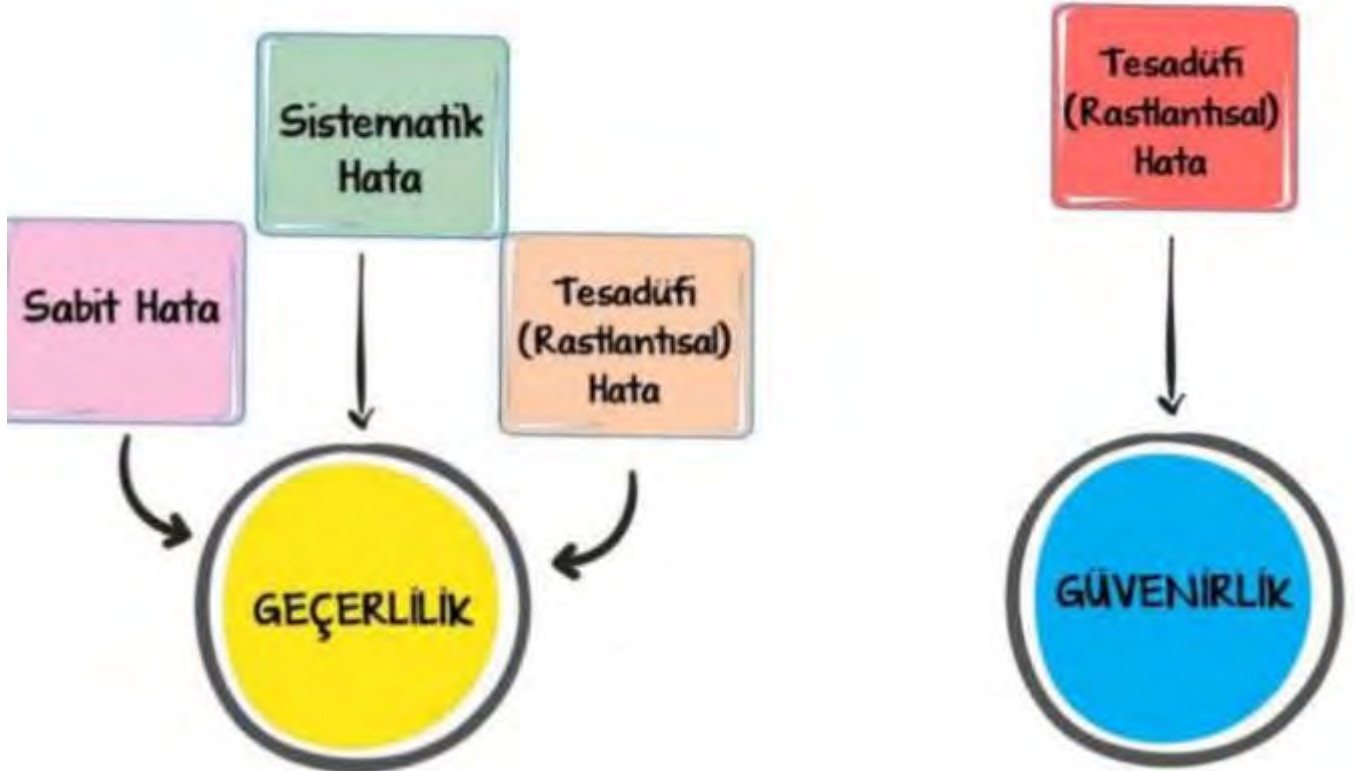 Sistematik
Hata
Sabit Hata
Tesadüfi
(Rastlantısal)
Hata
GEÇERLİLİK
Tesadüfi
(Rastlantısal)
Hata
GÜVENİRLİK